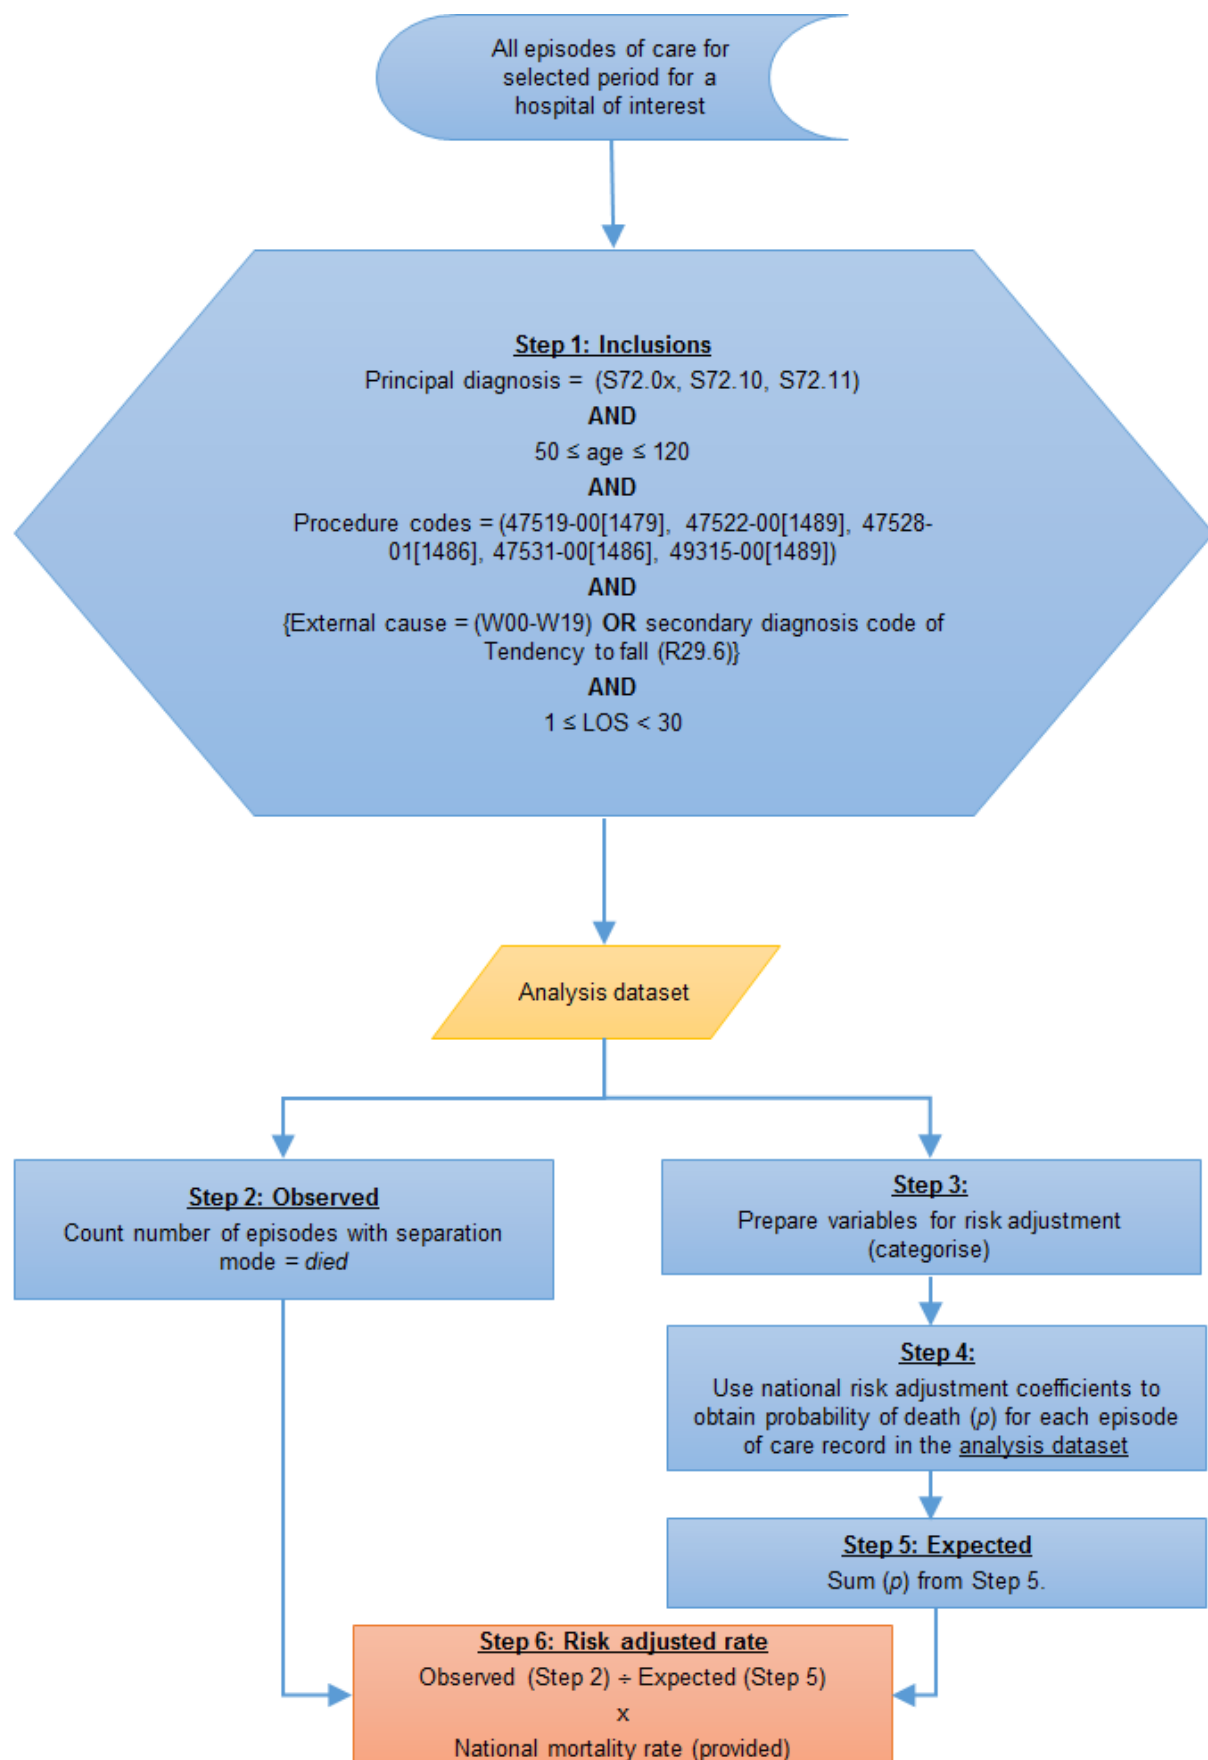 All episodes of care for
selected period for a
hospital of interest
Step 1: Inclusions
Principal diagnosis = (S72.0x, S72.10, S72.11)
AND
50 ≤ age ≤ 120
AND
Procedure codes = (47519-00[1479], 47522-00[1489], 47528-
01[1486], 47531-00[1486], 49315-00[1489])
AND
{External cause = (W00-W19) OR secondary diagnosis code of
Tendency to fall (R29.6)}
AND
1 ≤ LOS < 30
Analysis dataset
Step 2: Observed
Count number of episodes with separation
mode = died
Step 3:
Prepare variables for risk adjustment
(categorise)
Step 4:
Use national risk adjustment coefficients to
obtain probability of death (p) for each episode
of care record in the analysis dataset
Step 5: Expected
Sum (p) from Step 5.
Step 6: Risk adjusted rate
Observed (Step 2) ÷ Expected (Step 5)
x
National mortality rate (provided)